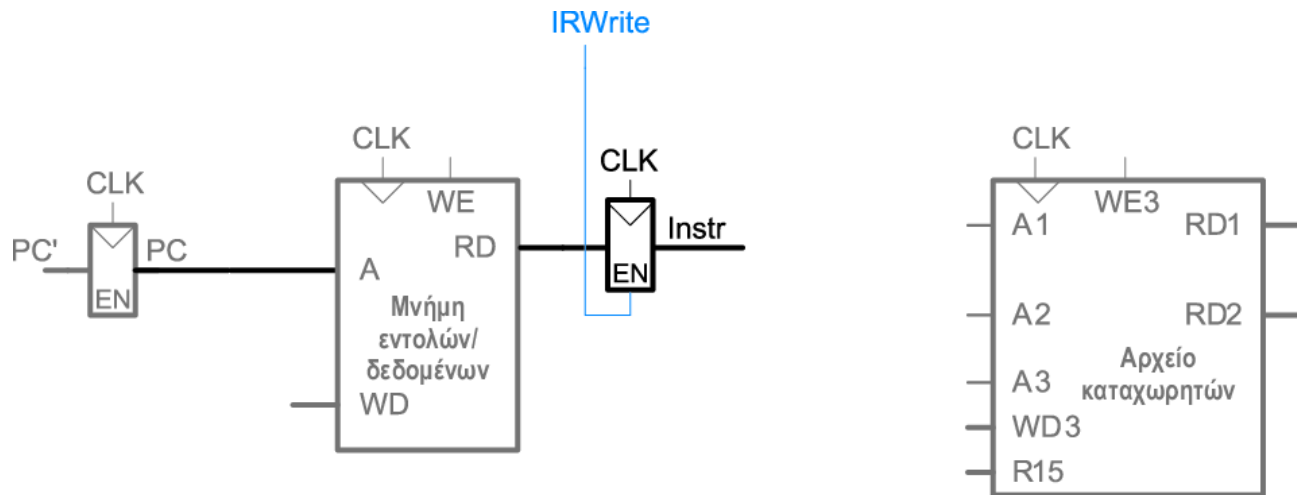 IRWrite
CLK
CLK
CLK
CLK
PC'
PC
EN
WE
RD
A
Μνήμη
εντολών/
δεδομένων
WD
Instr
EN
WE3
A1
RD1
A2
RD2
A3
Αρχείο
καταχωρητών
WD3
R15